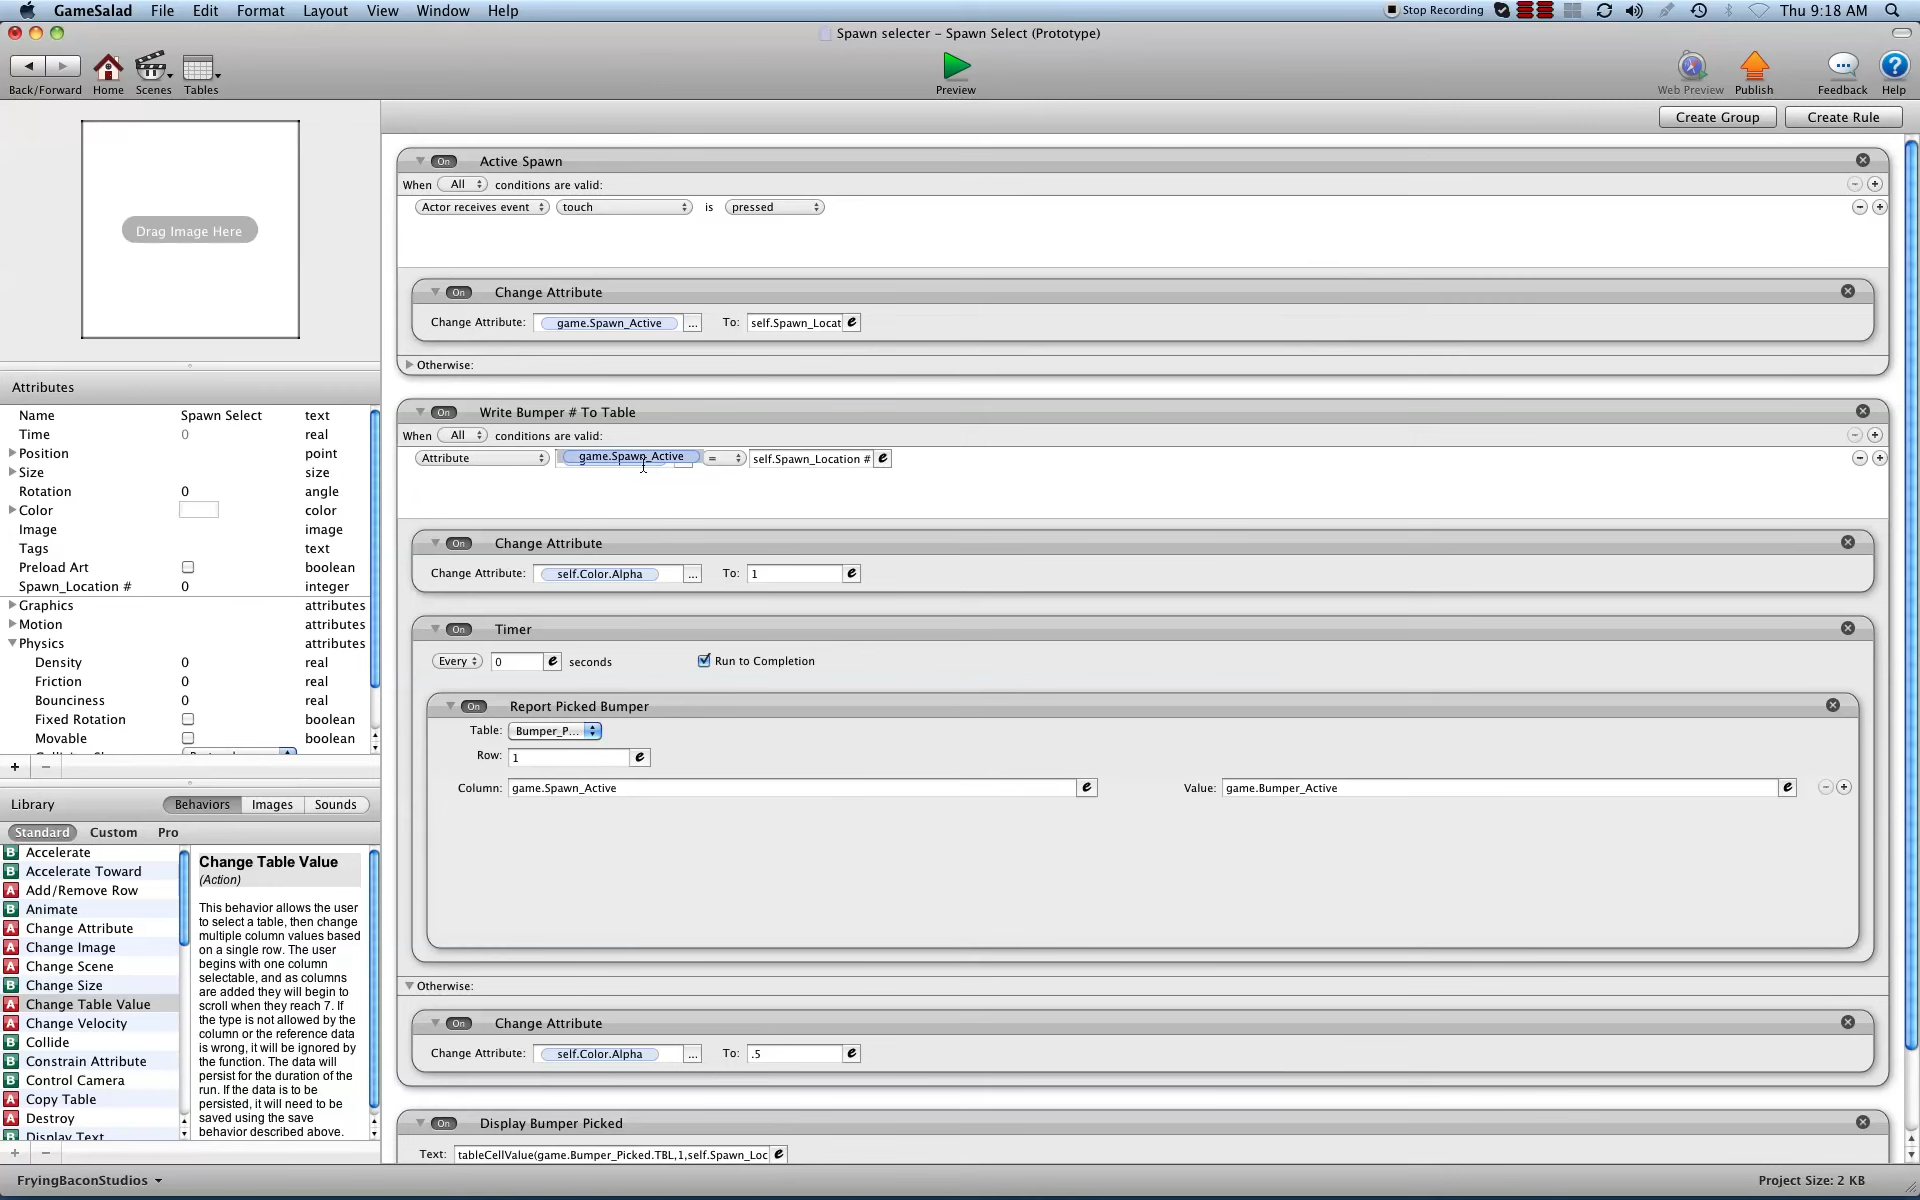 GameSalad File Edit Format Layout View Window Help Stop Recording Thu 9:18 AM
Spawn selecter – Spawn Select (Prototype)
Back/Forward Home Scenes Tables Preview Web Preview Publish Feedback Help
Create Group Create Rule
Drag Image Here
Attributes
Name Spawn Select text
Time 0 real
Position point
Size size
Rotation 0 angle
Color color
Image image
Tags text
Preload Art boolean
Spawn_Location # 0 integer
Graphics attributes
Motion attributes
Physics attributes
Density 0 real
Friction 0 real
Bounciness 0 real
Fixed Rotation boolean
Movable boolean
+ −
Library Behaviors Images Sounds
Standard Custom Pro
B Accelerate
B Accelerate Toward
A Add/Remove Row
B Animate
A Change Attribute
A Change Image
A Change Scene
B Change Size
A Change Table Value
A Change Velocity
B Collide
B Constrain Attribute
B Control Camera
A Copy Table
A Destroy
B Display Text
Change Table Value
(Action)
This behavior allows the user
to select a table, then change
multiple column values based
on a single row. The user
begins with one column
selectable, and as columns
are added they will begin to
scroll when they reach 7. If
the type is not allowed by the
column or the reference data
is wrong, it will be ignored by
the function. The data will
persist for the duration of the
run. If the data is to be
persisted, it will need to be
saved using the save
behavior described above.
+ −
On Active Spawn
When All conditions are valid:
Actor receives event touch is pressed
On Change Attribute
Change Attribute: game.Spawn_Active ... To: self.Spawn_Locat e
Otherwise:
On Write Bumper # To Table
When All conditions are valid:
Attribute game.Spawn_Active = self.Spawn_Location # e
On Change Attribute
Change Attribute: self.Color.Alpha ... To: 1 e
On Timer
Every 0 e seconds Run to Completion
On Report Picked Bumper
Table: Bumper_P...
Row: 1 e
Column: game.Spawn_Active e Value: game.Bumper_Active e
Otherwise:
On Change Attribute
Change Attribute: self.Color.Alpha ... To: .5 e
On Display Bumper Picked
Text: tableCellValue(game.Bumper_Picked.TBL,1,self.Spawn_Loc e
FryingBaconStudios Project Size: 2 KB